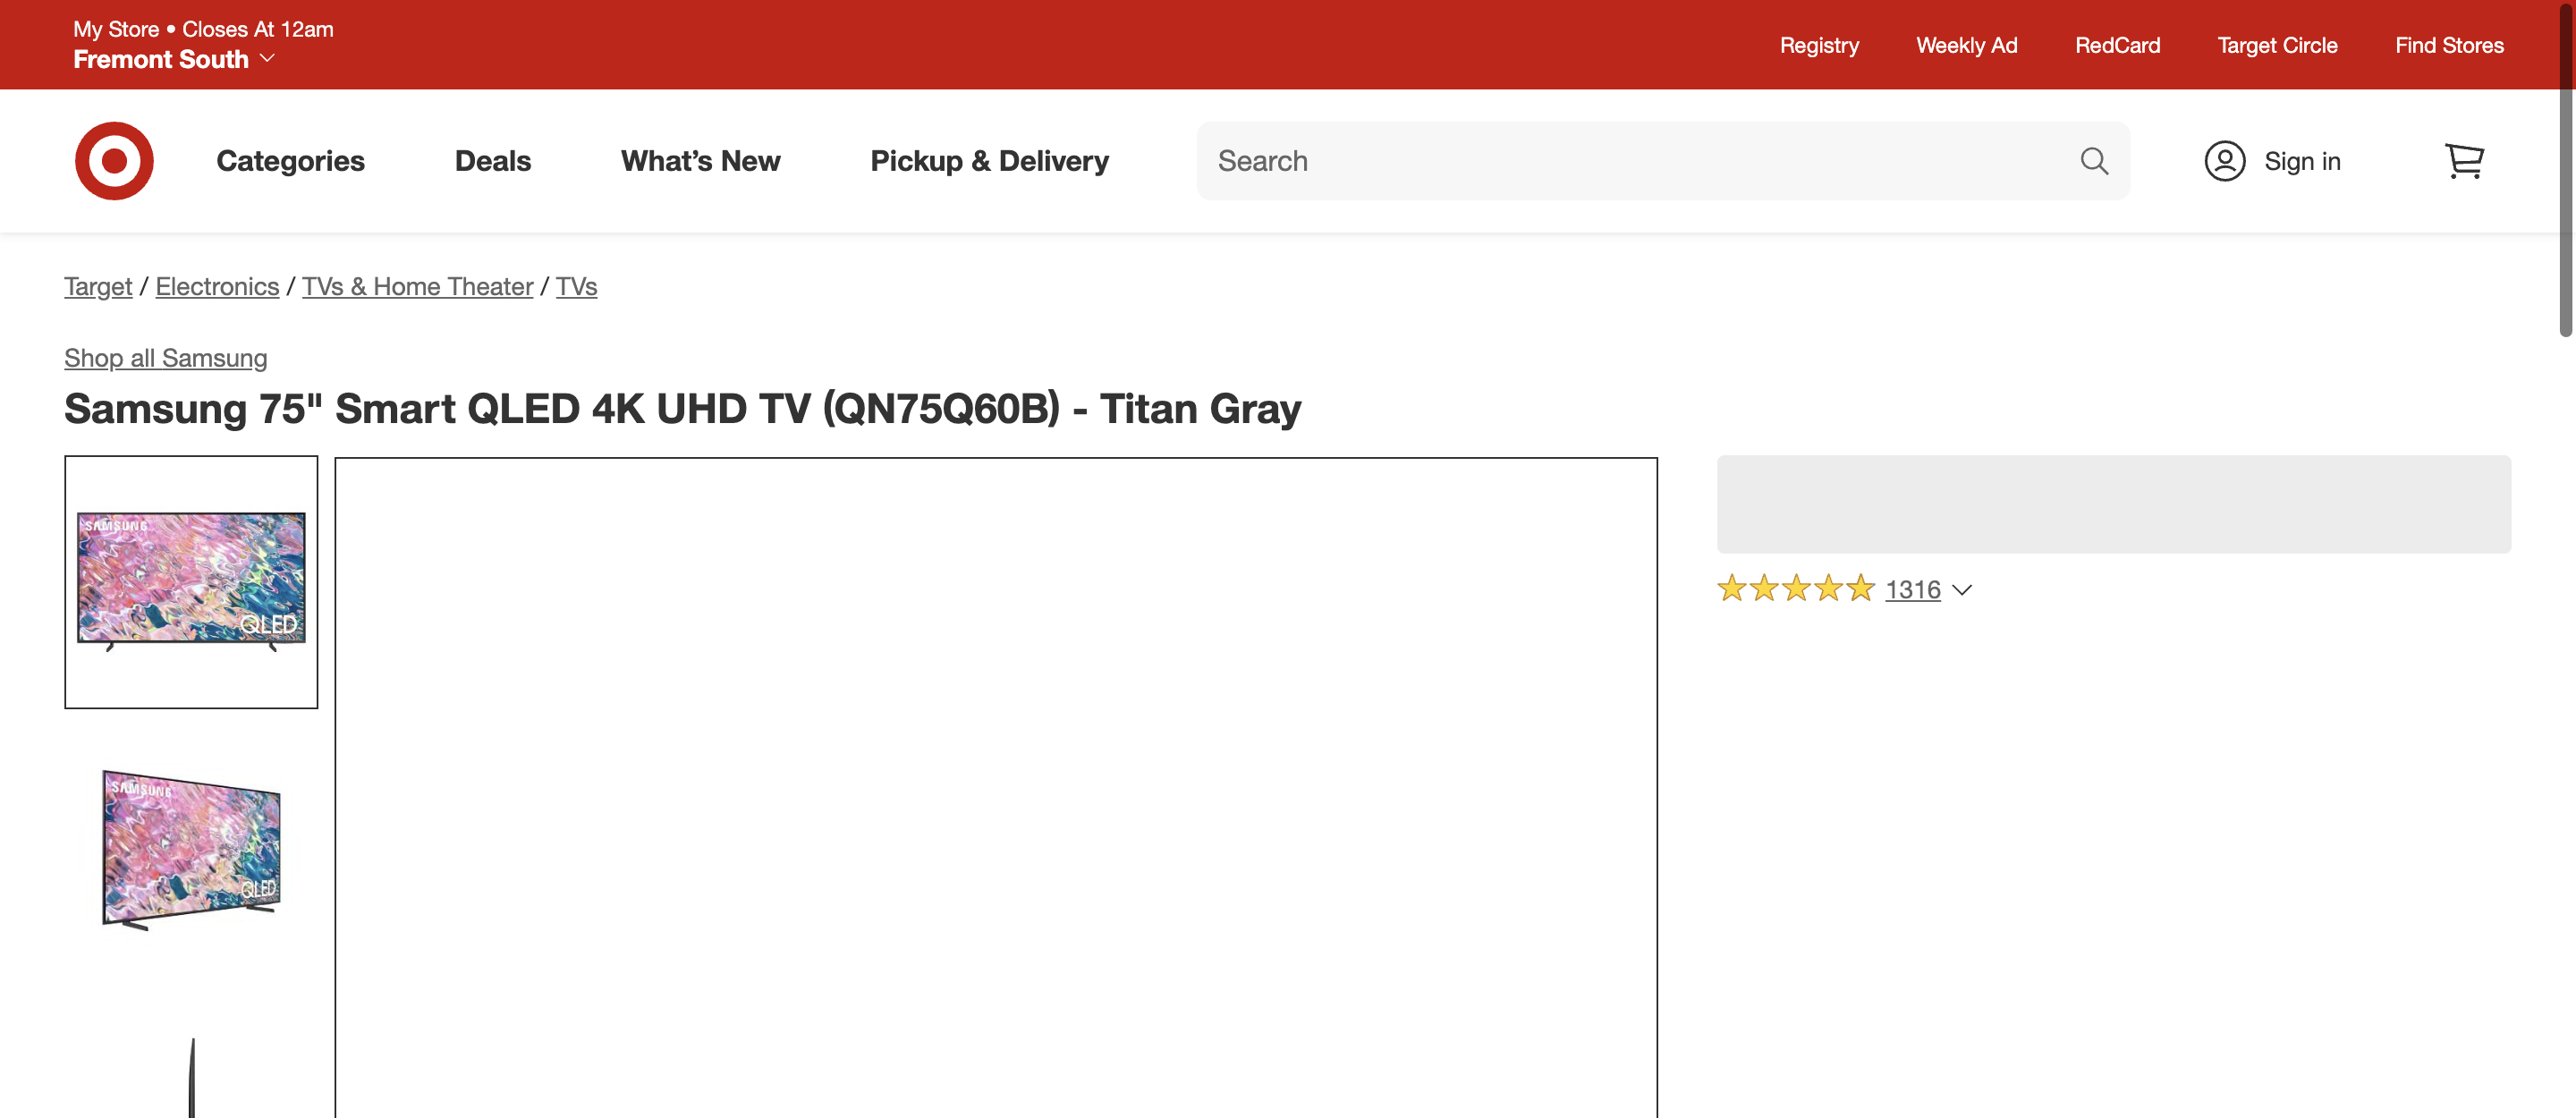 My Store • Closes At 12am
Fremont South
Registry
Weekly Ad
RedCard
Target Circle
Find Stores
Categories
Deals
What's New
Pickup & Delivery
Search
Sign in
Target / Electronics / TVs & Home Theater / TVs
Shop all Samsung
Samsung 75" Smart QLED 4K UHD TV (QN75Q60B) - Titan Gray
SAMSUNG
QLED
1316
SAMSUNG
QLED